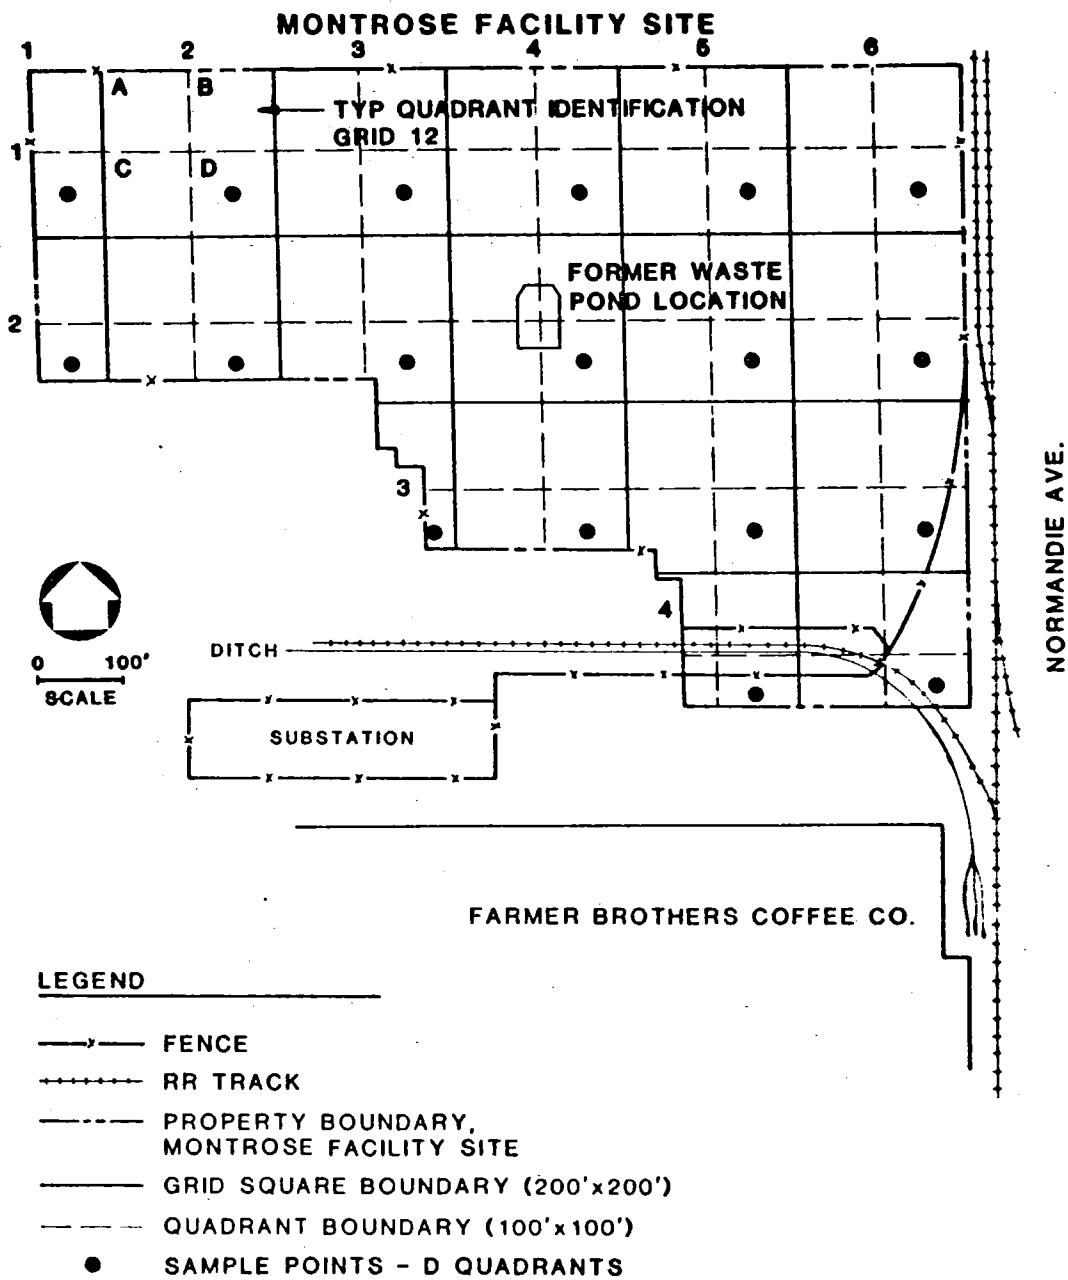 MONTROSE FACILITY SITE
1 2 3 4 5 6
A B
TYP QUADRANT IDENTIFICATION
GRID 12
1
C D
FORMER WASTE
POND LOCATION
2
3
NORMANDIE AVE.
4
DITCH
0 100'
SCALE
SUBSTATION
FARMER BROTHERS COFFEE CO.
LEGEND
FENCE
RR TRACK
PROPERTY BOUNDARY,
MONTROSE FACILITY SITE
GRID SQUARE BOUNDARY (200'x200')
QUADRANT BOUNDARY (100'x100')
SAMPLE POINTS - D QUADRANTS